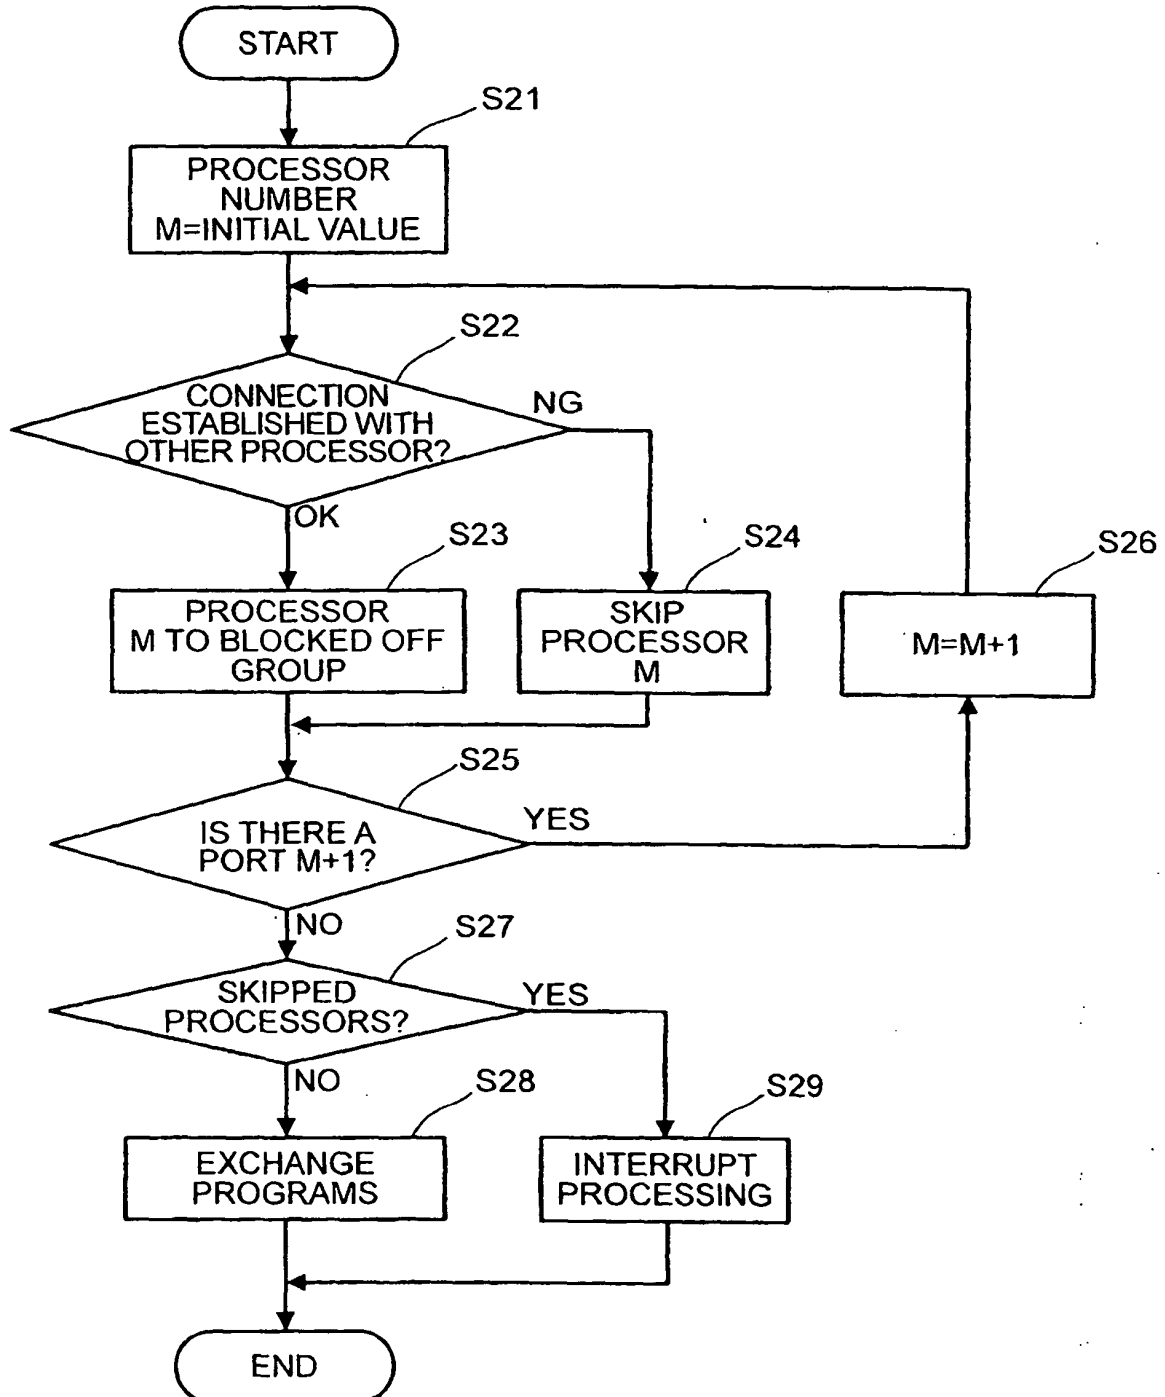 START
S21
PROCESSOR
NUMBER
M=INITIAL VALUE
S22
CONNECTION
ESTABLISHED WITH
OTHER PROCESSOR?
NG
OK
S23
PROCESSOR
M TO BLOCKED OFF
GROUP
S24
SKIP
PROCESSOR
M
S26
M=M+1
S25
IS THERE A
PORT M+1?
YES
NO
S27
SKIPPED
PROCESSORS?
YES
NO
S28
EXCHANGE
PROGRAMS
S29
INTERRUPT
PROCESSING
END